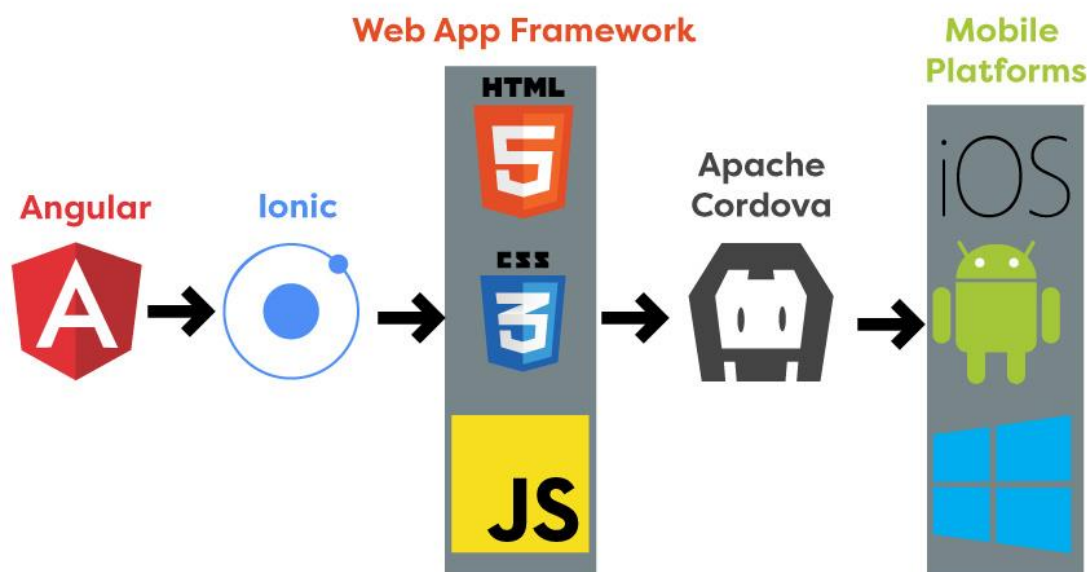 Web App Framework
Mobile
Platforms
HTML
5
iOS
Apache
Cordova
Angular
Ionic
A
CSS
3
JS